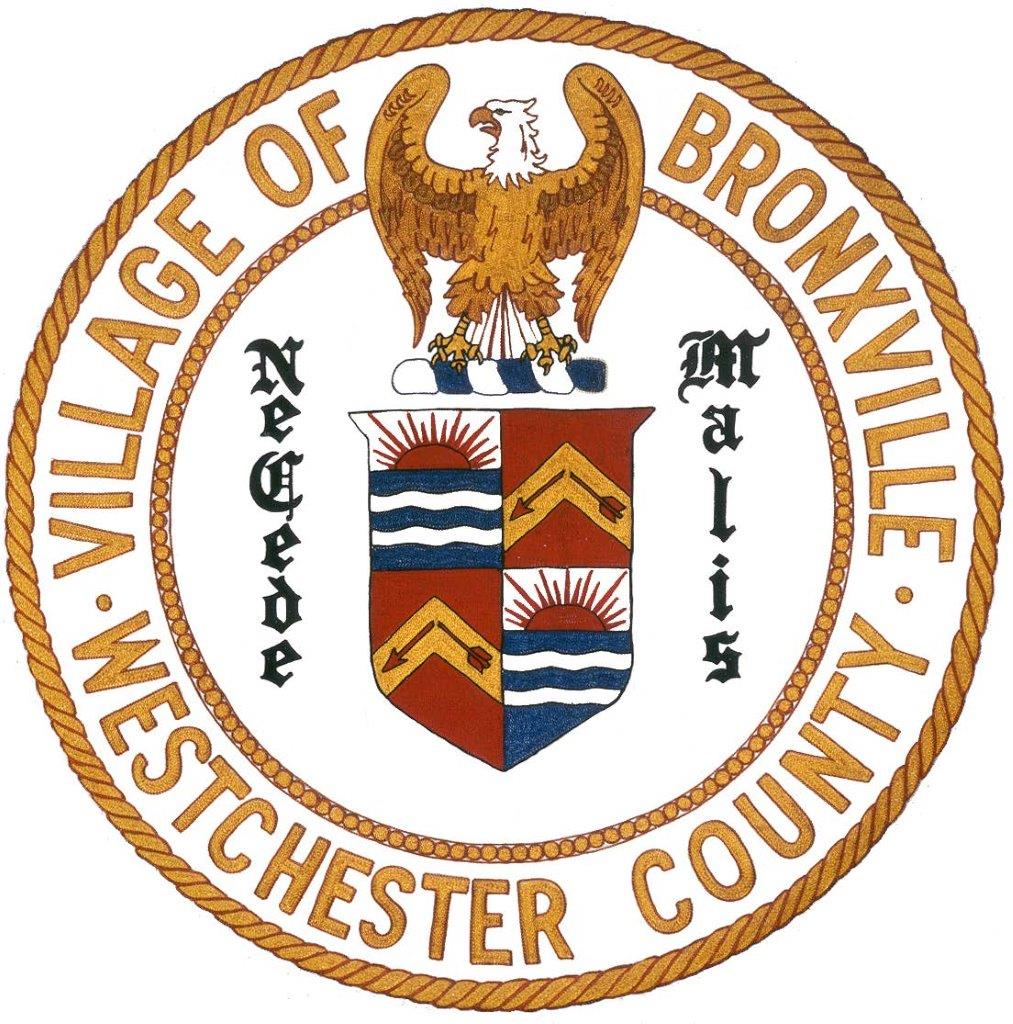 VILLAGE OF BRONXVILLE
· WESTCHESTER COUNTY ·
Ne Cede
Malis